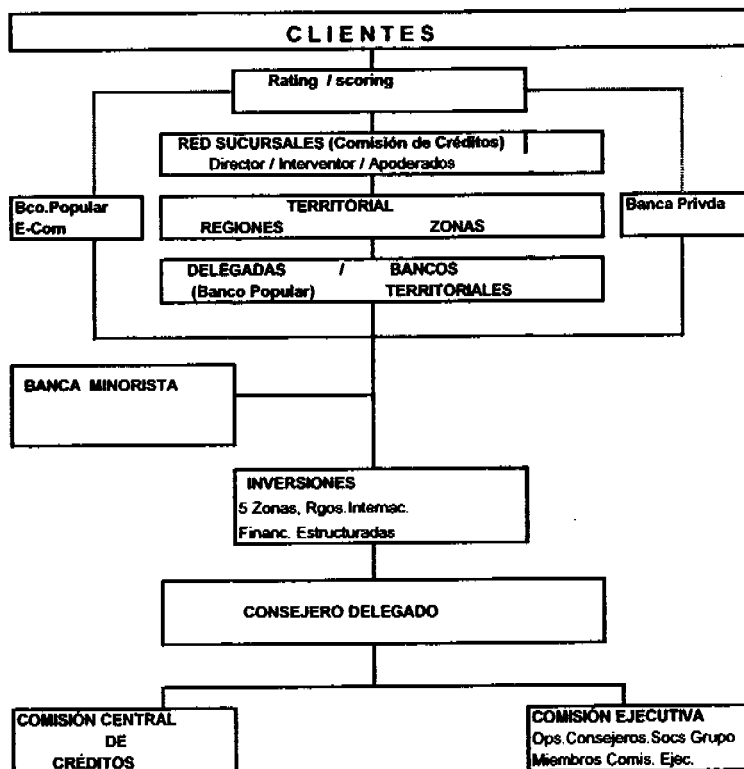 CLIENTES
Rating / scoring
RED SUCURSALES (Comisión de Créditos)
Director / Interventor / Apoderados
Bco.Popular
E-Com
TERRITORIAL
REGIONES ZONAS
Banca Privda
DELEGADAS / BANCOS
(Banco Popular) TERRITORIALES
BANCA MINORISTA
INVERSIONES
5 Zonas, Rgos.Internac.
Financ. Estructuradas
CONSEJERO DELEGADO
COMISIÓN CENTRAL
DE
CRÉDITOS
COMISIÓN EJECUTIVA
Ops.Consejeros.Socs Grupo
Miembros Comis. Ejec.